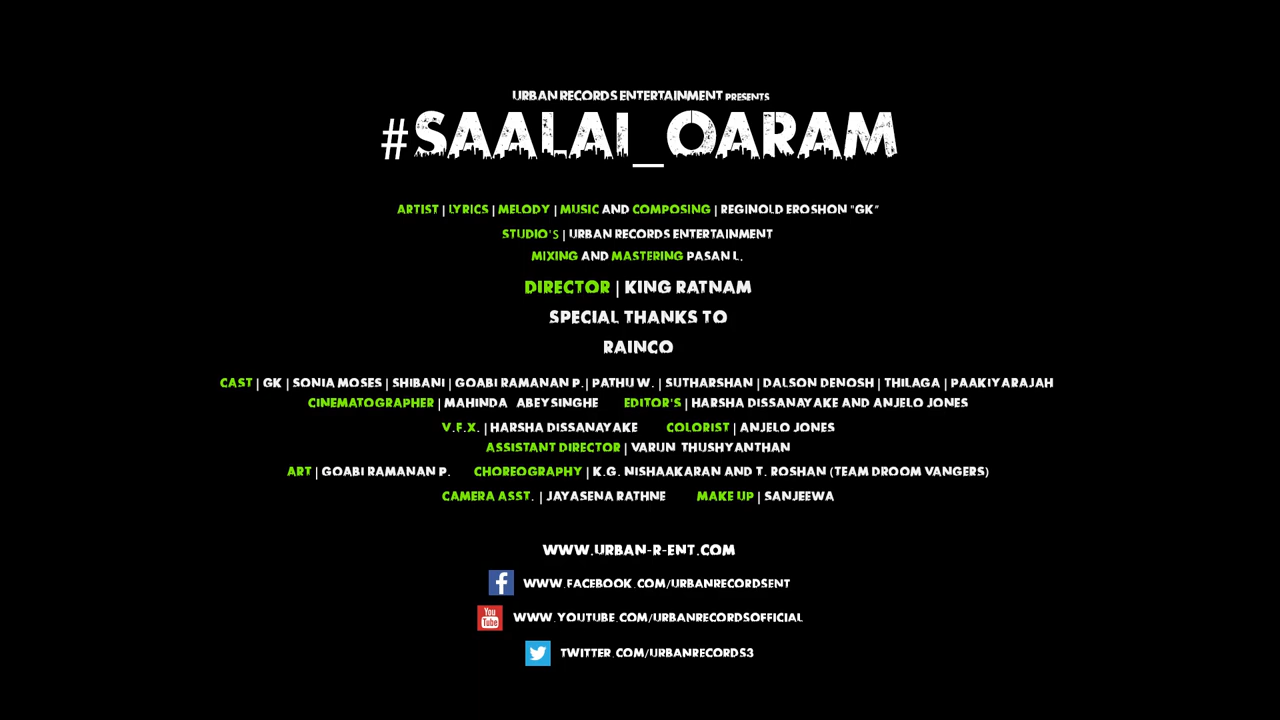 URBAN RECORDS ENTERTAINMENT PRESENTS
#SAALAI_OARAM
ARTIST | LYRICS | MELODY | MUSIC AND COMPOSING | REGINOLD EROSHON "GK"
STUDIO'S | URBAN RECORDS ENTERTAINMENT
MIXING AND MASTERING PASAN L.
DIRECTOR | KING RATNAM
SPECIAL THANKS TO
RAINCO
CAST | GK | SONIA MOSES | SHIBANI | GOABI RAMANAN P. | PATHU W. | SUTHARSHAN | DALSON DENOSH | THILAGA | PAAKIYARAJAH
CINEMATOGRAPHER | MAHINDA ABEYSINGHE EDITOR'S | HARSHA DISSANAYAKE AND ANJELO JONES
V.F.X. | HARSHA DISSANAYAKE COLORIST | ANJELO JONES
ASSISTANT DIRECTOR | VARUN THUSHYANTHAN
ART | GOABI RAMANAN P. CHOREOGRAPHY | K.G. NISHAAKARAN AND T. ROSHAN (TEAM DROOM VANGERS)
CAMERA ASST. | JAYASENA RATHNE MAKE UP | SANJEEWA
WWW.URBAN-R-ENT.COM
f WWW.FACEBOOK.COM/URBANRECORDSENT
You Tube WWW.YOUTUBE.COM/URBANRECORDSOFFICIAL
TWITTER.COM/URBANRECORDS3